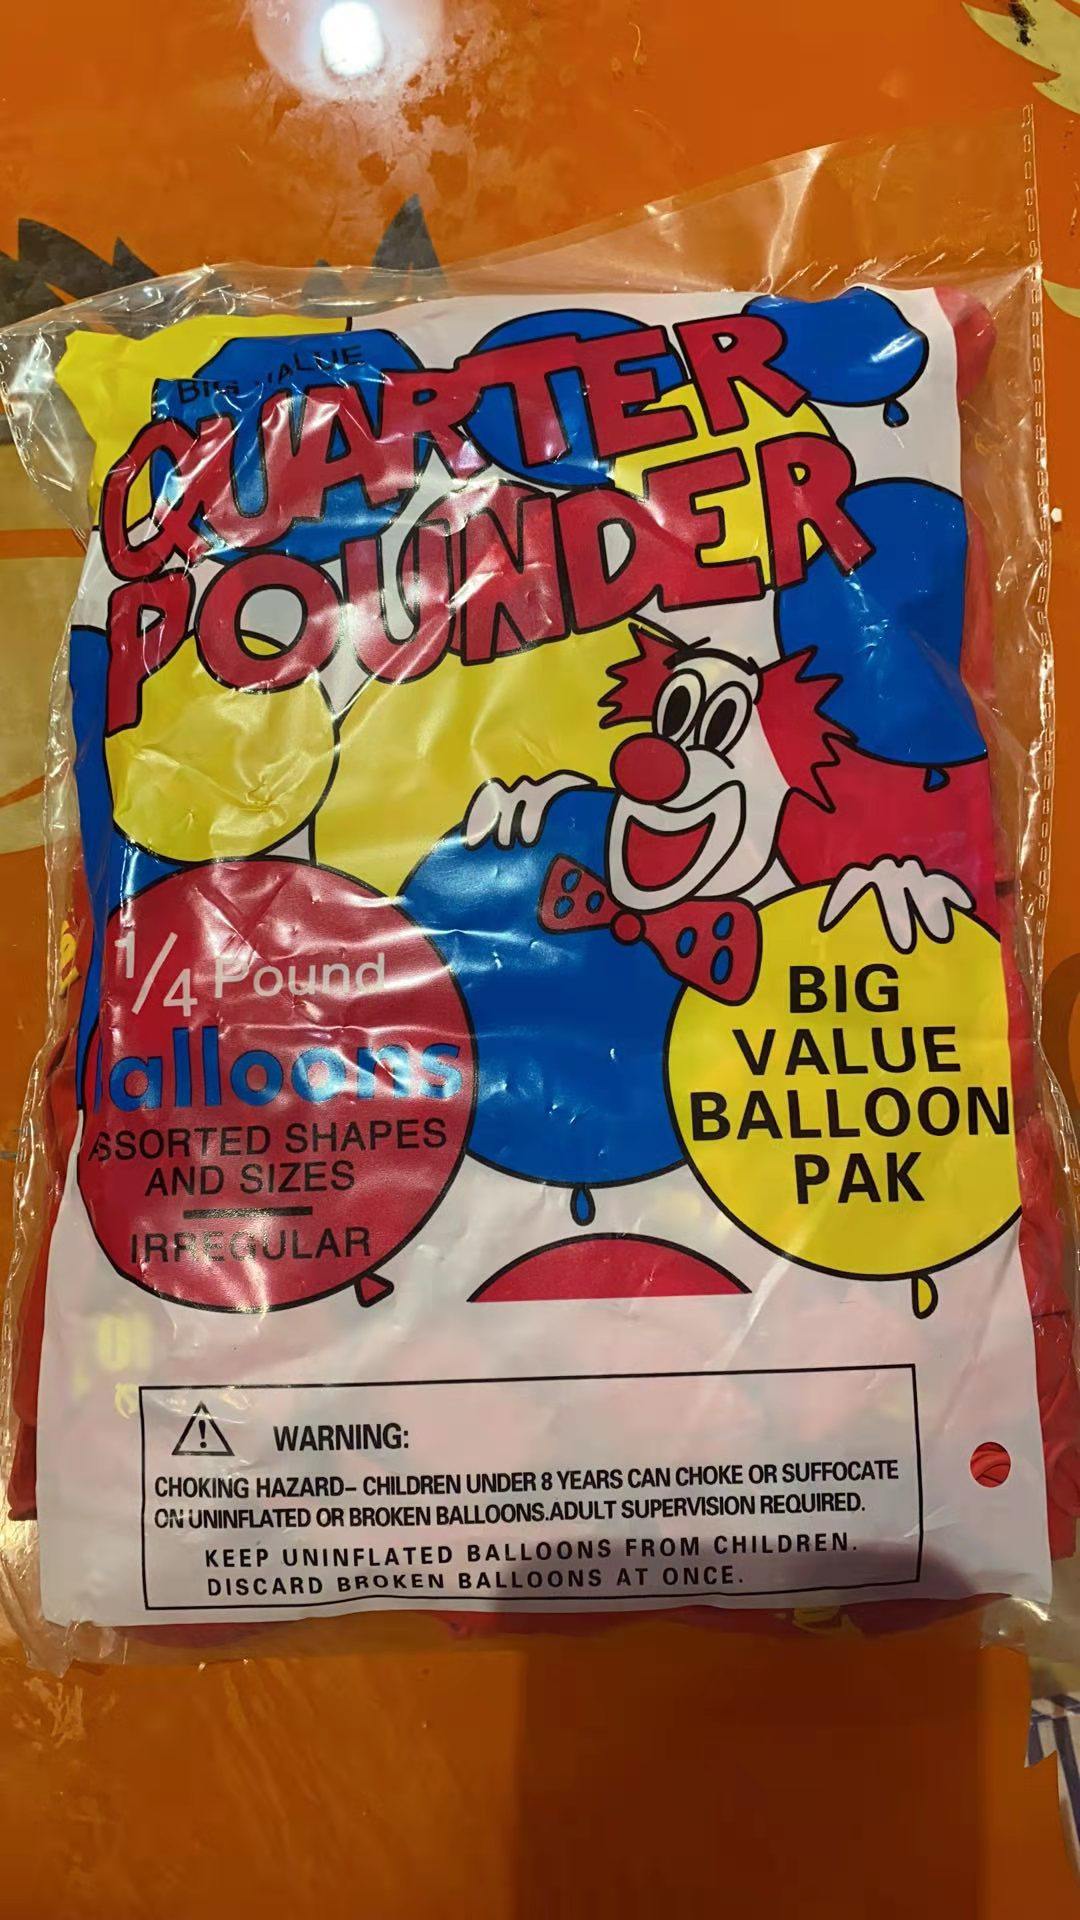 BIG VALUE
QUARTER
POUNDER
1/4 Pound
Balloons
ASSORTED SHAPES
AND SIZES
IRREGULAR
BIG
VALUE
BALLOON
PAK
WARNING:
CHOKING HAZARD– CHILDREN UNDER 8 YEARS CAN CHOKE OR SUFFOCATE
ON UNINFLATED OR BROKEN BALLOONS.ADULT SUPERVISION REQUIRED.
KEEP UNINFLATED BALLOONS FROM CHILDREN.
DISCARD BROKEN BALLOONS AT ONCE.